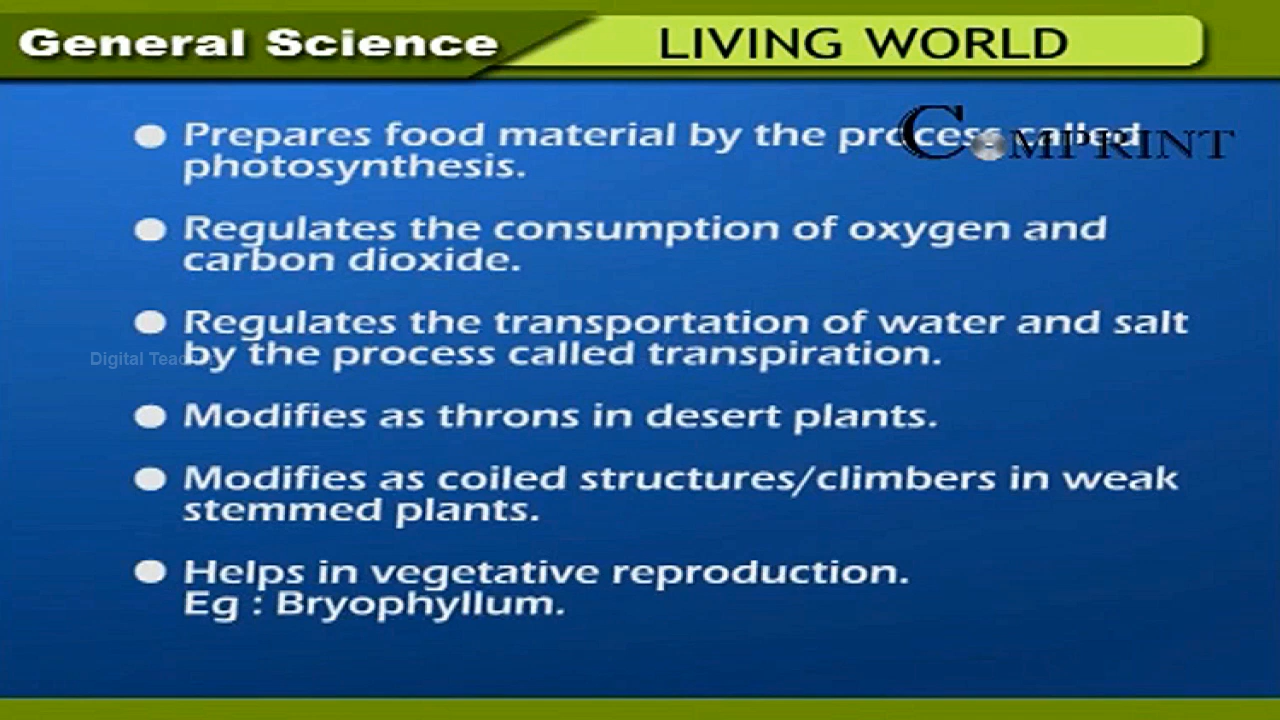 General Science
LIVING WORLD
Prepares food material by the process called
COMPRINT
photosynthesis.
Regulates the consumption of oxygen and
carbon dioxide.
Regulates the transportation of water and salt
Digital Teacher
by the process called transpiration.
Modifies as throns in desert plants.
Modifies as coiled structures/climbers in weak
stemmed plants.
Helps in vegetative reproduction.
Eg : Bryophyllum.